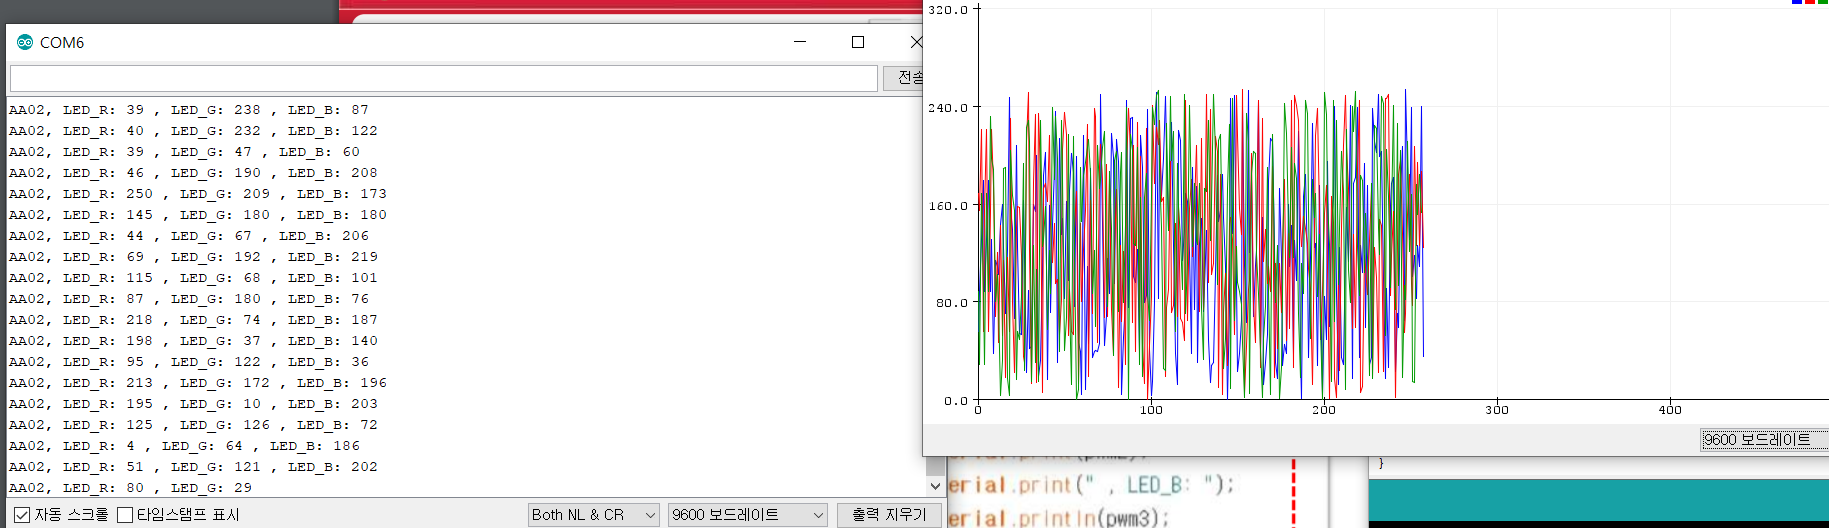 COM6
전송
AA02, LED_R: 39 , LED_G: 238 , LED_B: 87
AA02, LED_R: 40 , LED_G: 232 , LED_B: 122
AA02, LED_R: 39 , LED_G: 47 , LED_B: 60
AA02, LED_R: 46 , LED_G: 190 , LED_B: 208
AA02, LED_R: 250 , LED_G: 209 , LED_B: 173
AA02, LED_R: 145 , LED_G: 180 , LED_B: 180
AA02, LED_R: 44 , LED_G: 67 , LED_B: 206
AA02, LED_R: 69 , LED_G: 192 , LED_B: 219
AA02, LED_R: 115 , LED_G: 68 , LED_B: 101
AA02, LED_R: 87 , LED_G: 180 , LED_B: 76
AA02, LED_R: 218 , LED_G: 74 , LED_B: 187
AA02, LED_R: 198 , LED_G: 37 , LED_B: 140
AA02, LED_R: 95 , LED_G: 122 , LED_B: 36
AA02, LED_R: 213 , LED_G: 172 , LED_B: 196
AA02, LED_R: 195 , LED_G: 10 , LED_B: 203
AA02, LED_R: 125 , LED_G: 126 , LED_B: 72
AA02, LED_R: 4 , LED_G: 64 , LED_B: 186
AA02, LED_R: 51 , LED_G: 121 , LED_B: 202
AA02, LED_R: 80 , LED_G: 29
자동 스크롤 타임스탬프 표시 Both NL & CR 9600 보드레이트 출력 지우기
320.0
240.0
160.0
80.0
0.0
0 100 200 300 400
9600 보드레이트
erial.print(pwm2);
erial.print(" , LED_B: ");
erial.println(pwm3);
}